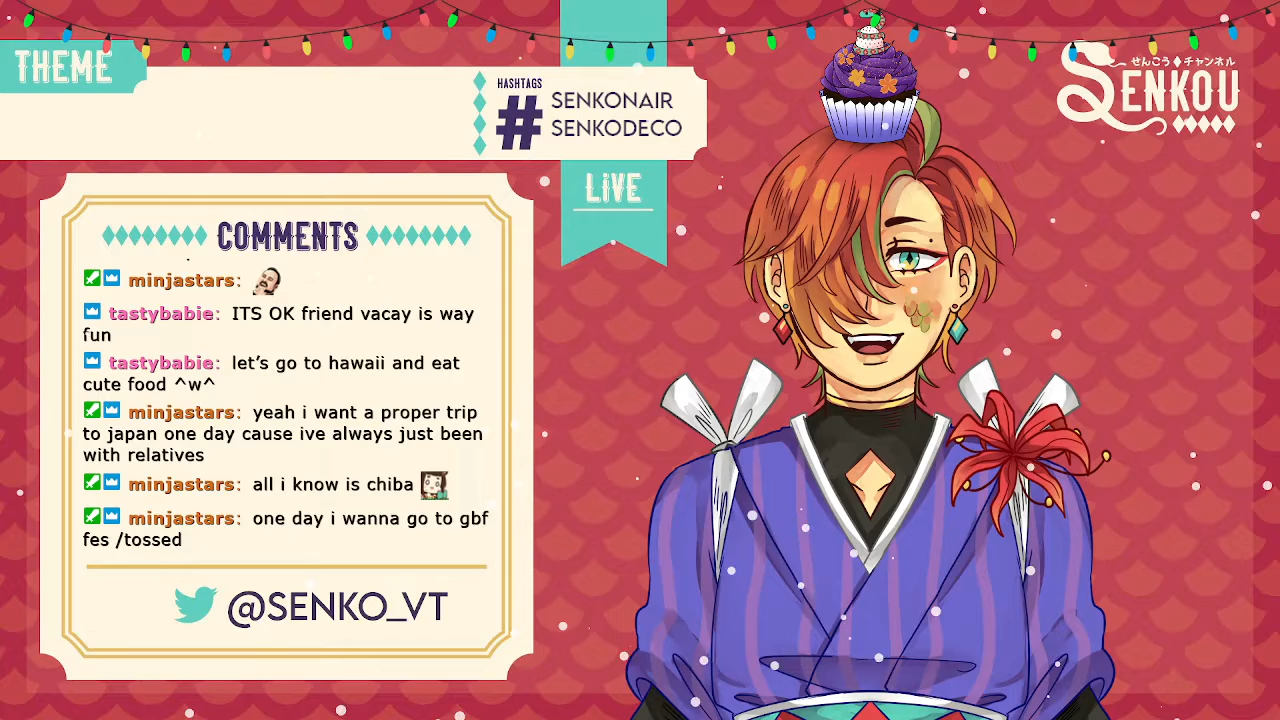 THEME
HASHTAGS
#
SENKONAIR
SENKODECO
せんこう◆チャンネル
SENKOU
LIVE
COMMENTS
minjastars:
tastybabie: ITS OK friend vacay is way
fun
tastybabie: let's go to hawaii and eat
cute food ^w^
minjastars: yeah i want a proper trip
to japan one day cause ive always just been
with relatives
minjastars: all i know is chiba
minjastars: one day i wanna go to gbf
fes /tossed
@SENKO_VT